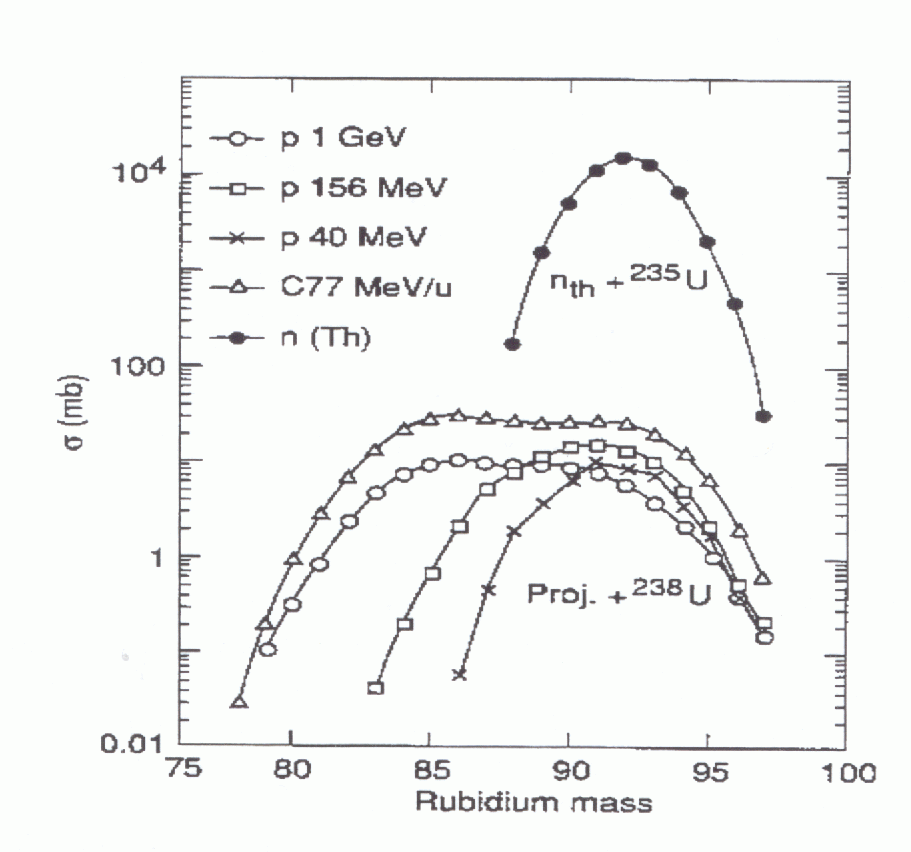 p 1 GeV
p 156 MeV
p 40 MeV
C77 MeV/u
n (Th)
n_th + ²³⁵U
Proj. + ²³⁸U
σ (mb)
10⁴
100
1
0.01
75 80 85 90 95 100
Rubidium mass